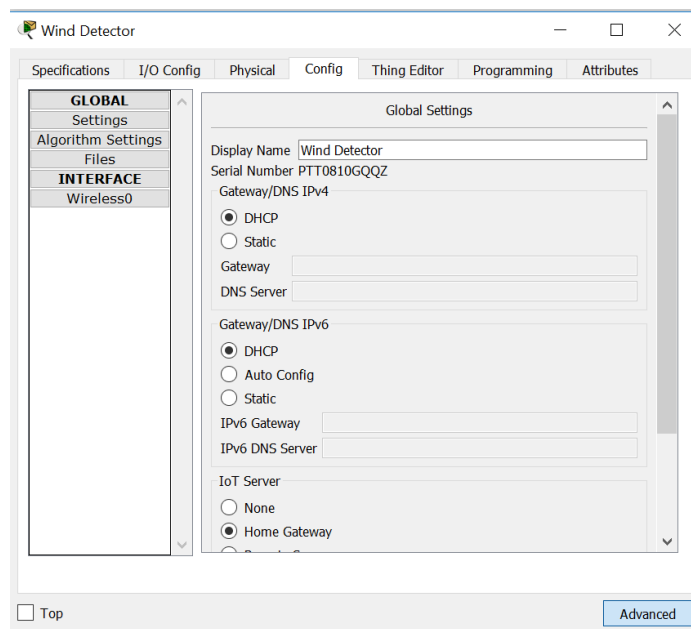 Wind Detector
Specifications I/O Config Physical Config Thing Editor Programming Attributes
GLOBAL
Settings
Algorithm Settings
Files
INTERFACE
Wireless0
Global Settings
Display Name Wind Detector
Serial Number PTT0810GQQZ
Gateway/DNS IPv4
DHCP
Static
Gateway
DNS Server
Gateway/DNS IPv6
DHCP
Auto Config
Static
IPv6 Gateway
IPv6 DNS Server
IoT Server
None
Home Gateway
Top
Advanced